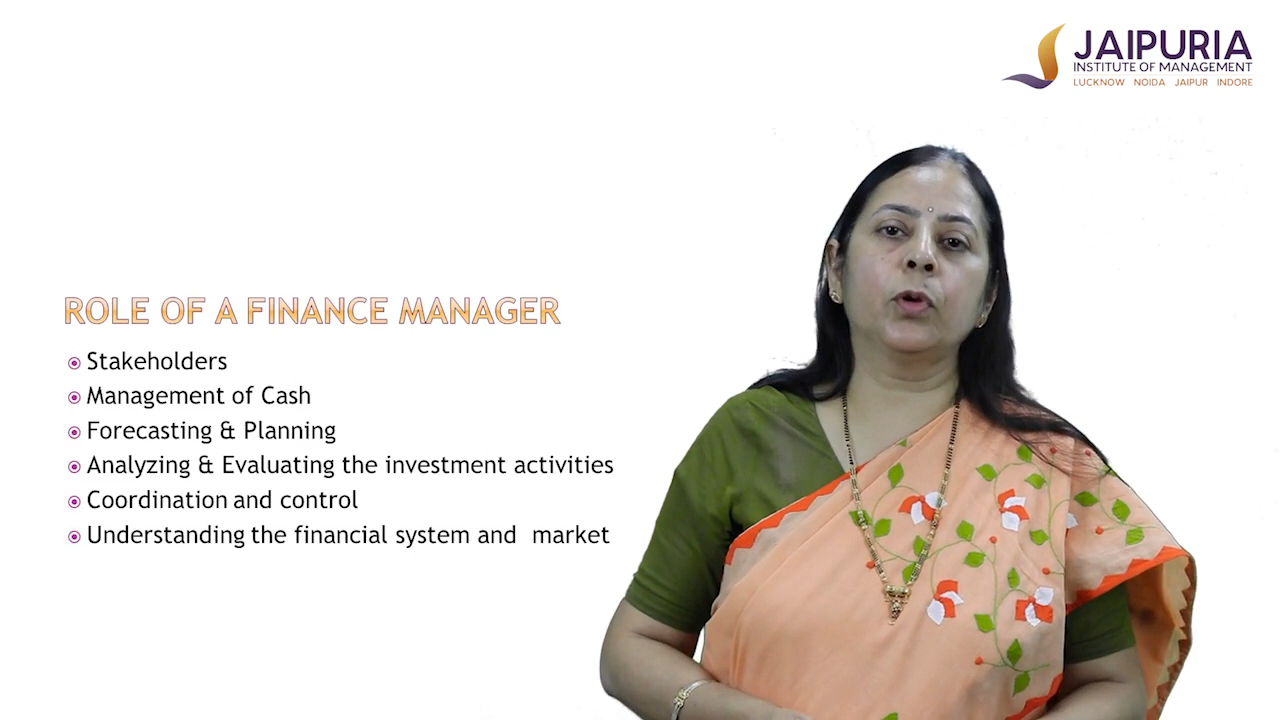 JAIPURIA
INSTITUTE OF MANAGEMENT
LUCKNOW NOIDA JAIPUR INDORE
ROLE OF A FINANCE MANAGER
Stakeholders
Management of Cash
Forecasting & Planning
Analyzing & Evaluating the investment activities
Coordination and control
Understanding the financial system and market